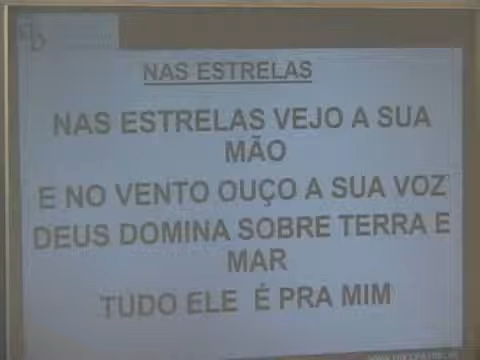 NAS ESTRELAS
NAS ESTRELAS VEJO A SUA
MÃO
E NO VENTO OUÇO A SUA VOZ
DEUS DOMINA SOBRE TERRA E
MAR
TUDO ELE É PRA MIM